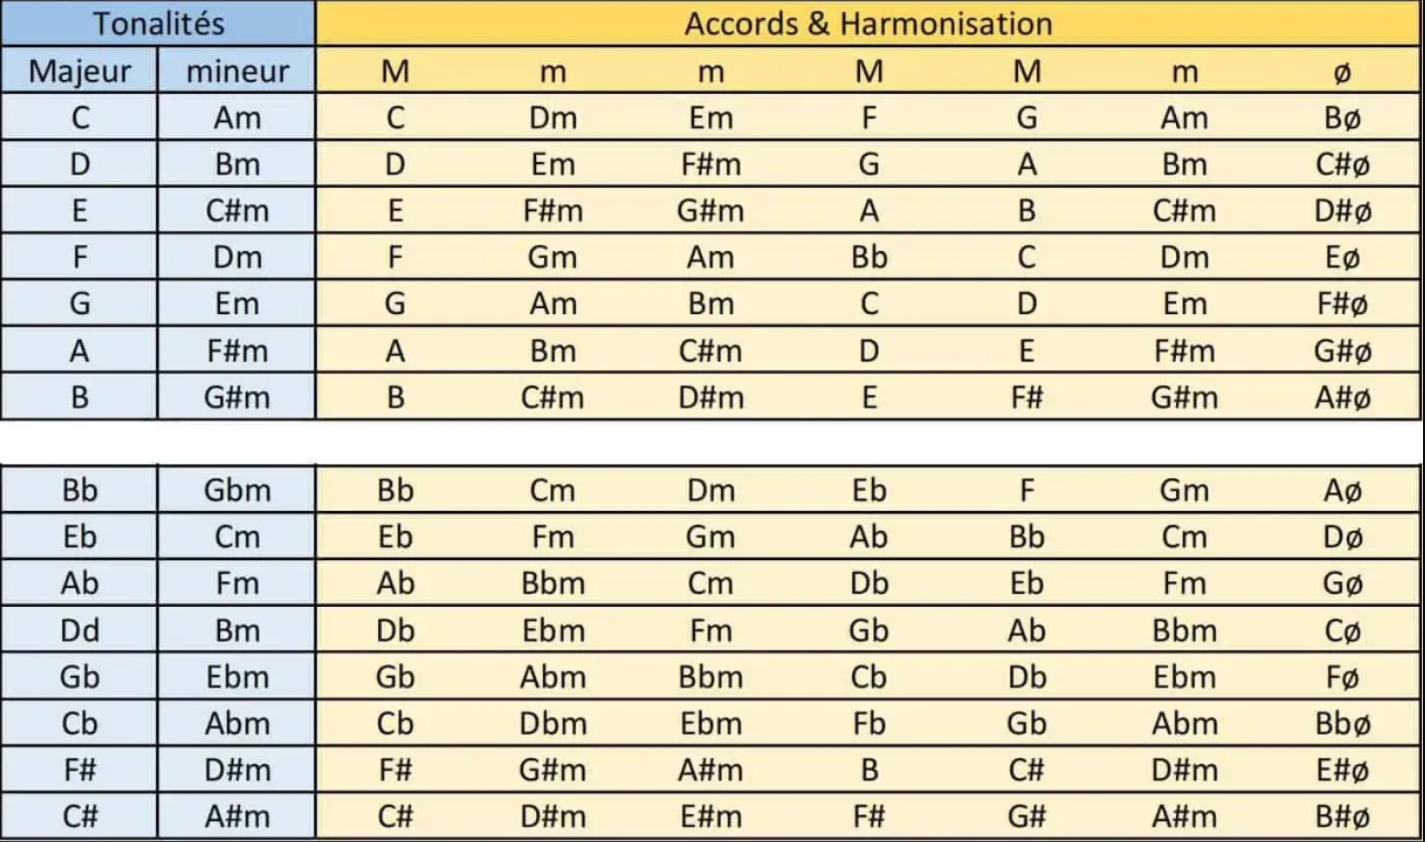 Tonalités Accords & Harmonisation
Majeur mineur M m m M M m ø
C Am C Dm Em F G Am Bø
D Bm D Em F#m G A Bm C#ø
E C#m E F#m G#m A B C#m D#ø
F Dm F Gm Am Bb C Dm Eø
G Em G Am Bm C D Em F#ø
A F#m A Bm C#m D E F#m G#ø
B G#m B C#m D#m E F# G#m A#ø
Bb Gbm Bb Cm Dm Eb F Gm Aø
Eb Cm Eb Fm Gm Ab Bb Cm Dø
Ab Fm Ab Bbm Cm Db Eb Fm Gø
Dd Bm Db Ebm Fm Gb Ab Bbm Cø
Gb Ebm Gb Abm Bbm Cb Db Ebm Fø
Cb Abm Cb Dbm Ebm Fb Gb Abm Bbø
F# D#m F# G#m A#m B C# D#m E#ø
C# A#m C# D#m E#m F# G# A#m B#ø